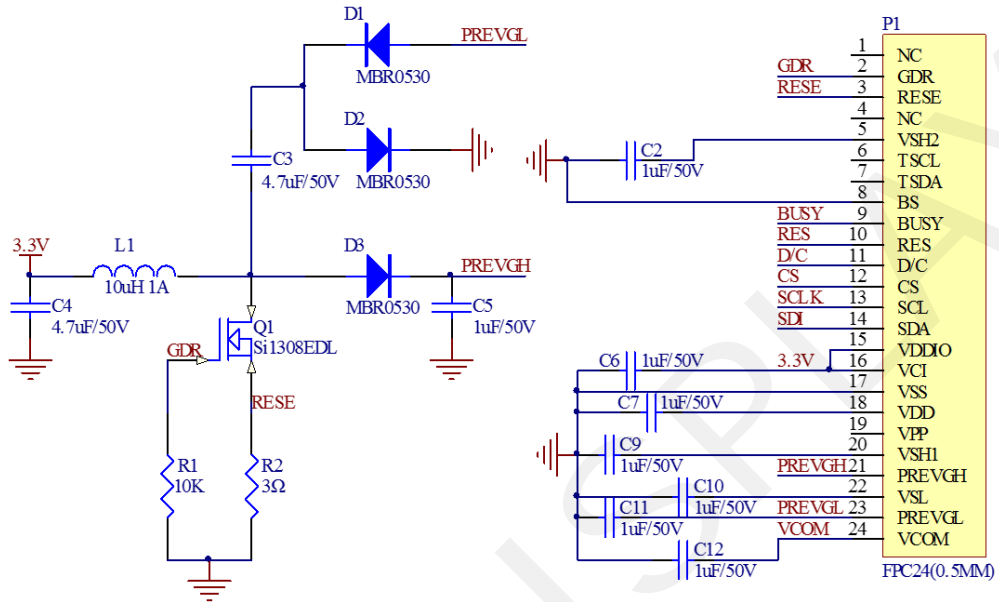 D1
PREVGL
MBR0530
D2
MBR0530
C3
4.7uF/50V
3.3V
L1
10uH 1A
D3
PREVGH
MBR0530
C4
4.7uF/50V
C5
1uF/50V
Q1
Si1308EDL
GDR
RESE
R1
10K
R2
3Ω
P1
1 NC
GDR 2 GDR
RESE 3 RESE
4 NC
5 VSH2
C2
1uF/50V
6 TSCL
7 TSDA
8 BS
BUSY 9 BUSY
RES 10 RES
D/C 11 D/C
CS 12 CS
SCLK 13 SCL
SDI 14 SDA
15 VDDIO
C6 1uF/50V 3.3V 16 VCI
17 VSS
C7 1uF/50V 18 VDD
19 VPP
C9 20 VSH1
1uF/50V
PREVGH 21 PREVGH
C10 22 VSL
1uF/50V
C11 PREVGL 23 PREVGL
1uF/50V
VCOM 24 VCOM
C12
1uF/50V
FPC24(0.5MM)
ISPLAY